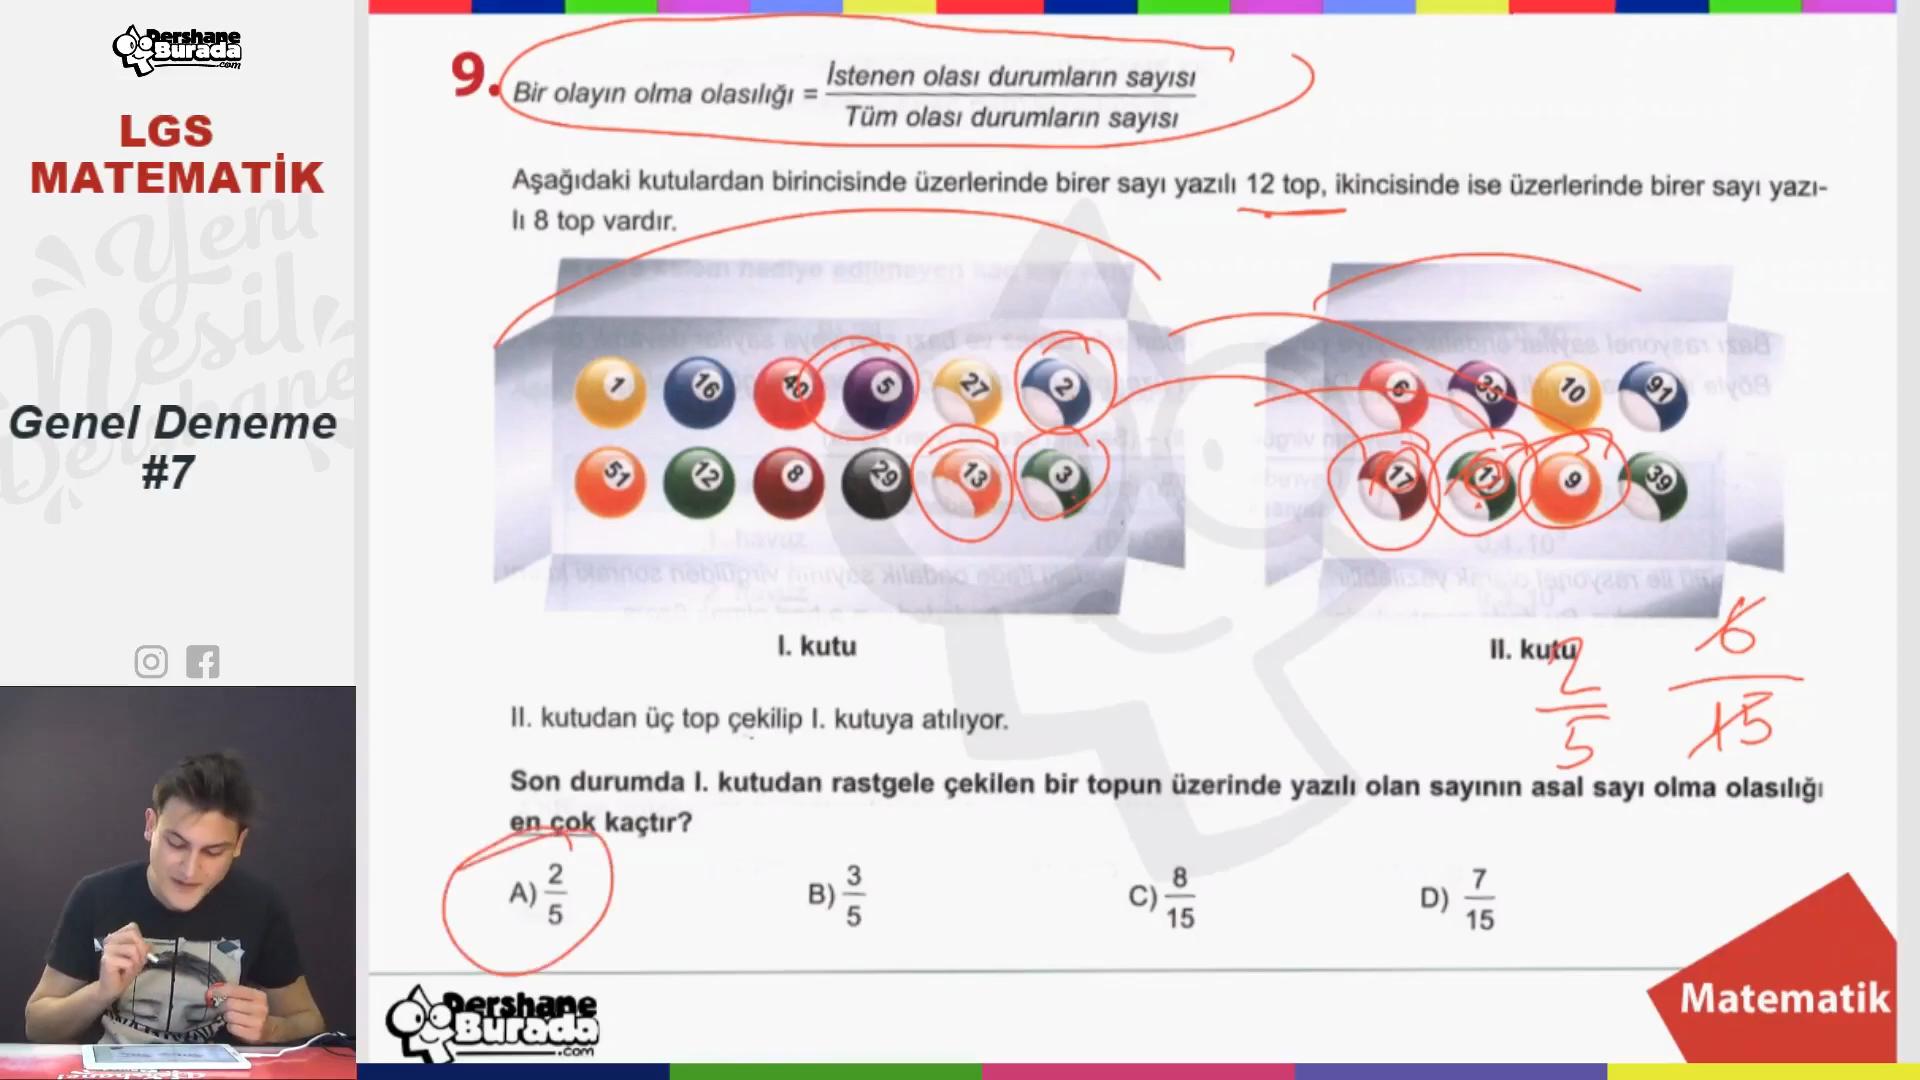 Dershane
Burada
.com
LGS
MATEMATİK
Yeni
Nesil
Dershane
Genel Deneme
#7
9.
Bir olayın olma olasılığı = İstenen olası durumların sayısı
Tüm olası durumların sayısı
Aşağıdaki kutulardan birincisinde üzerlerinde birer sayı yazılı 12 top, ikincisinde ise üzerlerinde birer sayı yazı-
lı 8 top vardır.
1 16 40 5 27 2
51 12 8 29 13 3
6 35 10 91
17 11 9 39
I. kutu
II. kutu
2
5
6
15
II. kutudan üç top çekilip I. kutuya atılıyor.
Son durumda I. kutudan rastgele çekilen bir topun üzerinde yazılı olan sayının asal sayı olma olasılığı
en çok kaçtır?
A) 2/5 B) 3/5 C) 8/15 D) 7/15
Dershane
Burada
.com
Matematik